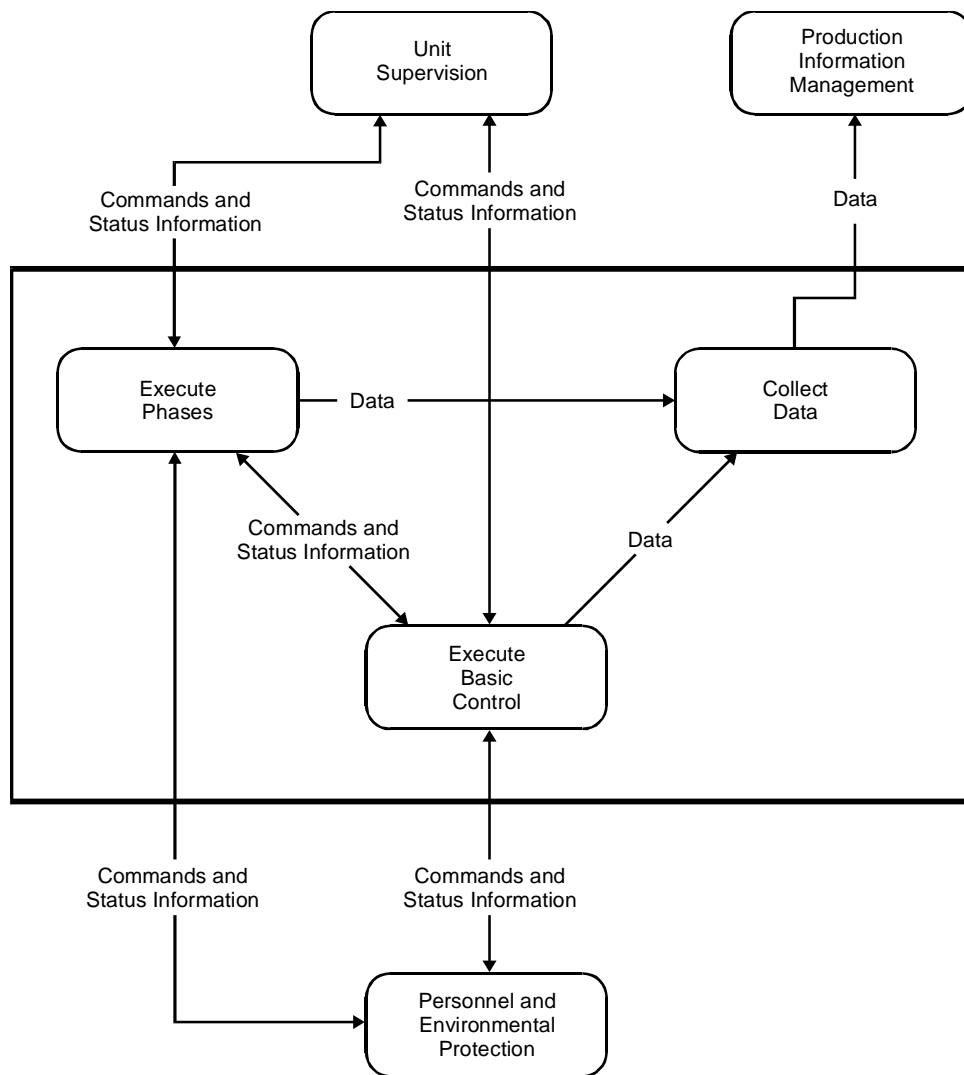 Unit
Supervision
Production
Information
Management
Commands and
Status Information
Commands and
Status Information
Data
Execute
Phases
Data
Collect
Data
Commands and
Status Information
Data
Execute
Basic
Control
Commands and
Status Information
Commands and
Status Information
Personnel and
Environmental
Protection